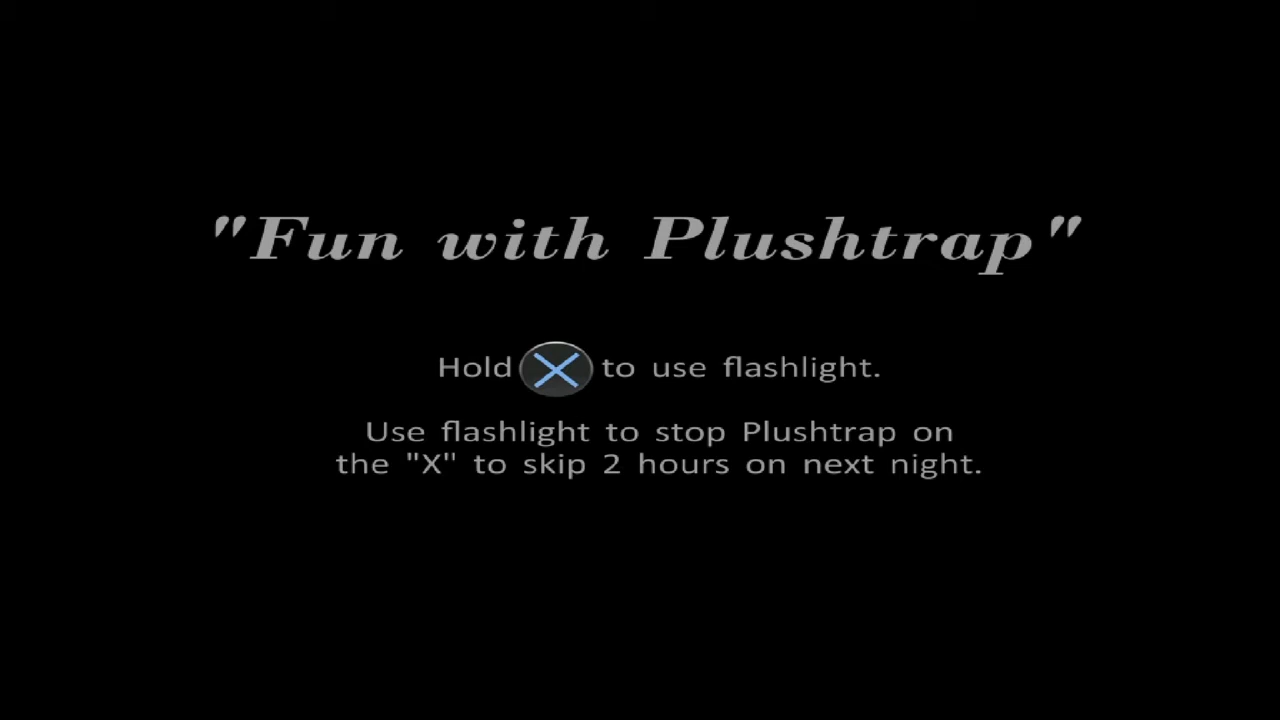 "Fun with Plushtrap"
Hold X to use flashlight.
Use flashlight to stop Plushtrap on
the "X" to skip 2 hours on next night.